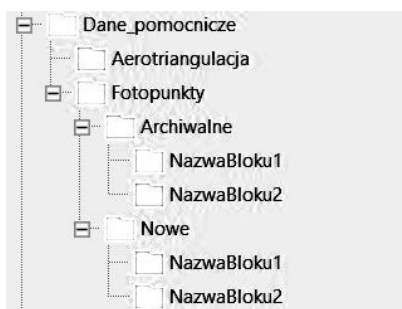 Dane_pomocnicze
Aerotriangulacja
Fotopunkty
Archiwalne
NazwaBloku1
NazwaBloku2
Nowe
NazwaBloku1
NazwaBloku2